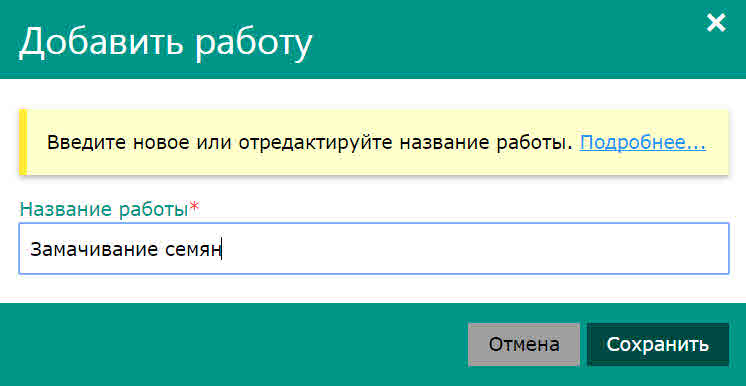 Добавить работу
Введите новое или отредактируйте название работы. Подробнее...
Название работы*
Замачивание семян
Отмена Сохранить